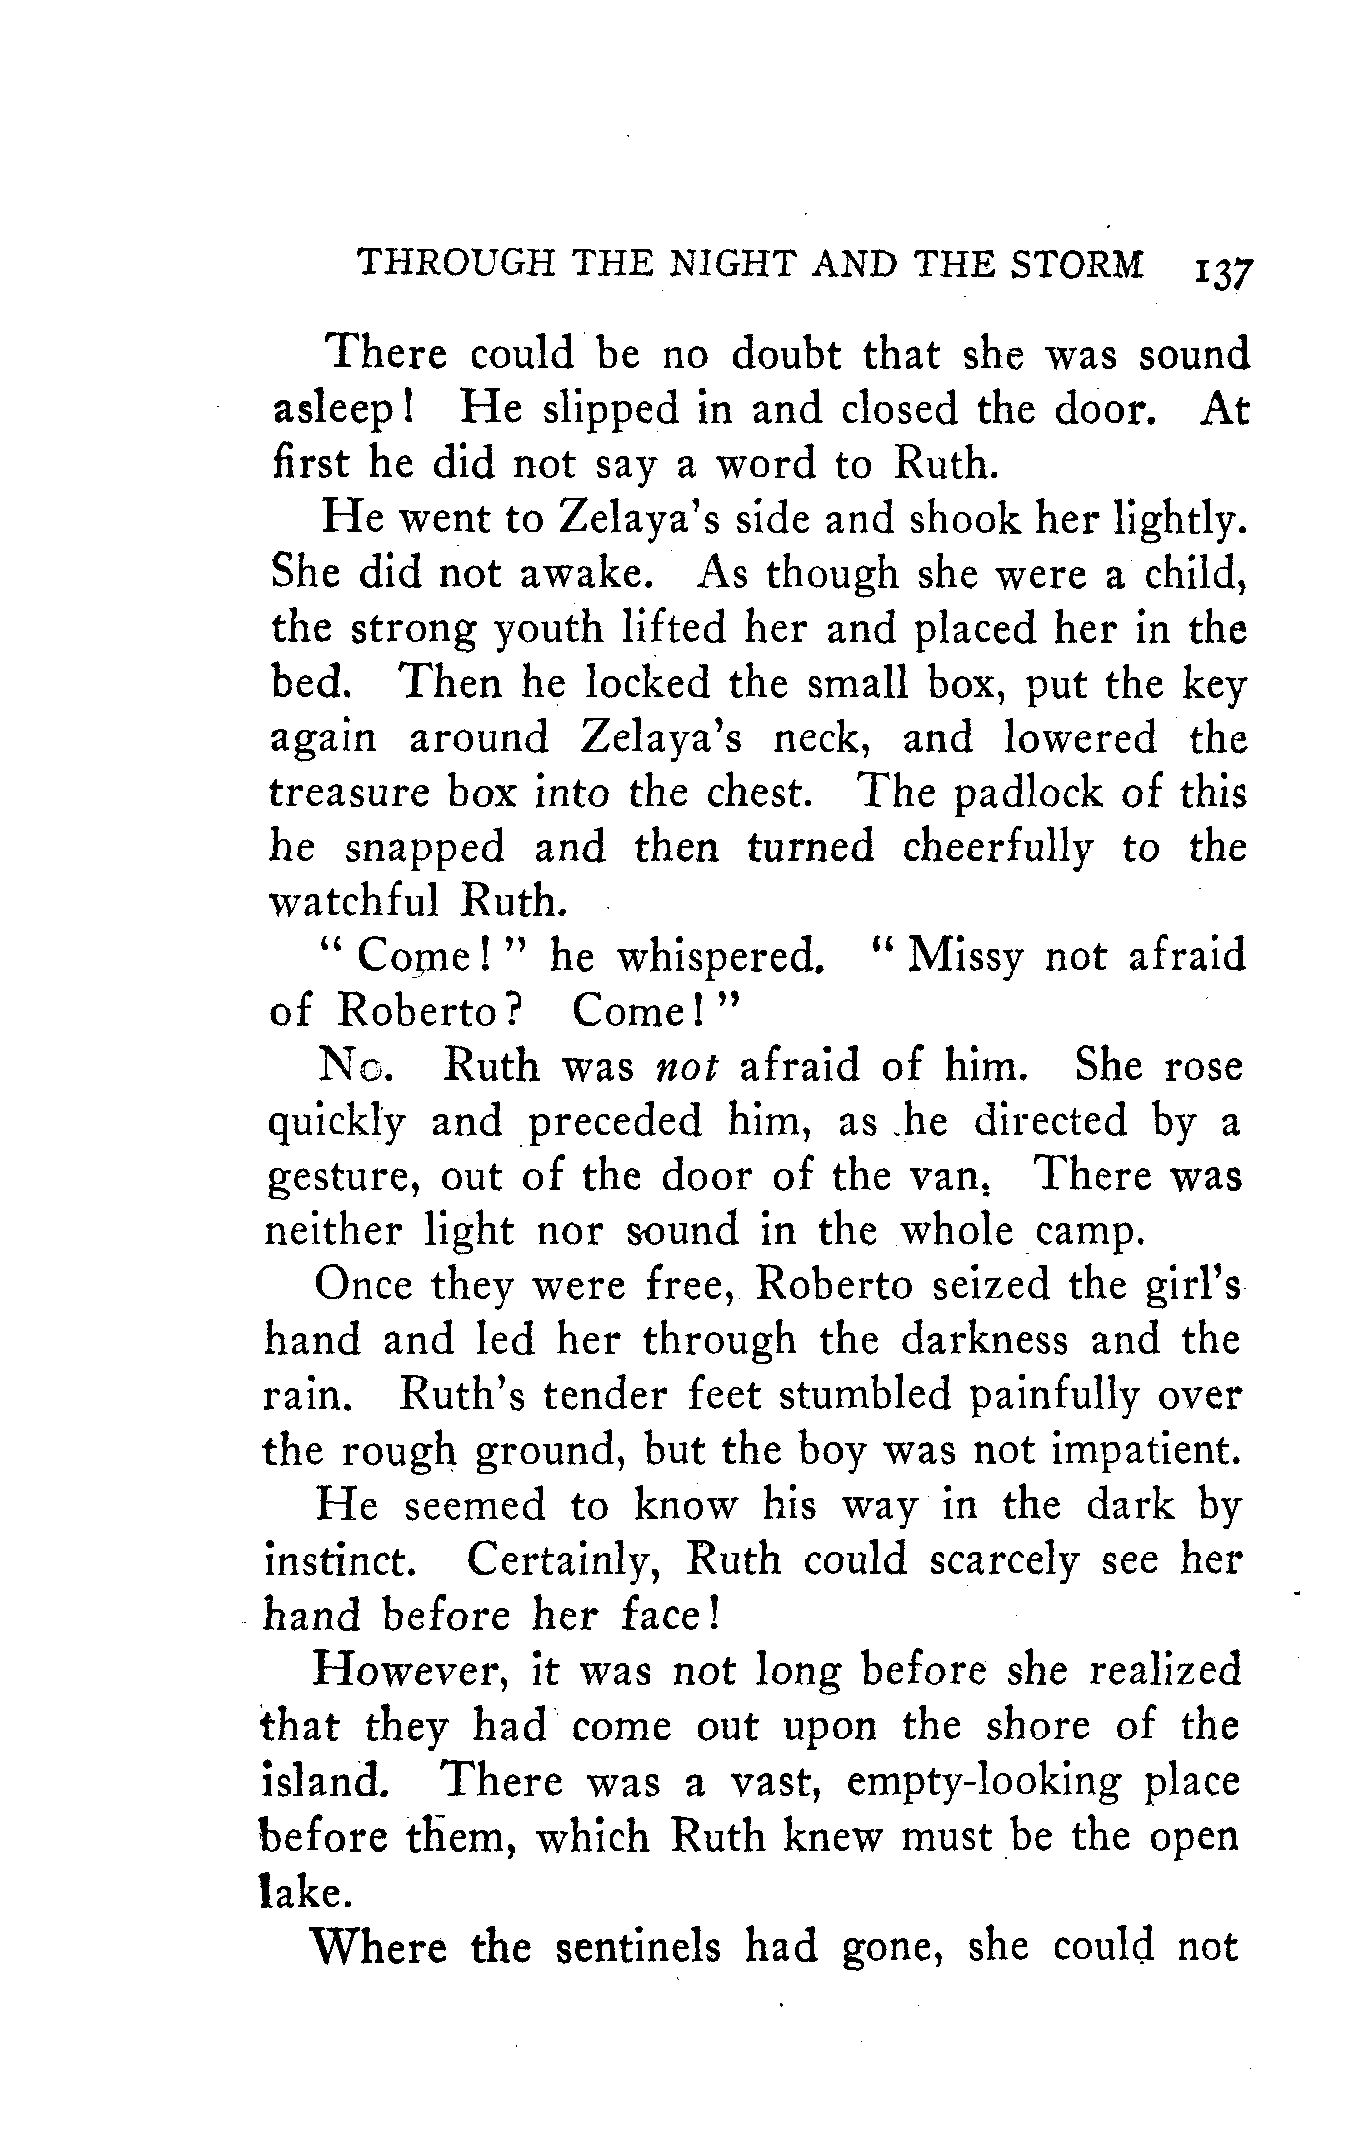 THROUGH THE NIGHT AND THE STORM 137
There could be no doubt that she was sound
asleep! He slipped in and closed the door. At
first he did not say a word to Ruth.
He went to Zelaya's side and shook her lightly.
She did not awake. As though she were a child,
the strong youth lifted her and placed her in the
bed. Then he locked the small box, put the key
again around Zelaya's neck, and lowered the
treasure box into the chest. The padlock of this
he snapped and then turned cheerfully to the
watchful Ruth.
" Come! " he whispered. " Missy not afraid
of Roberto? Come! "
No. Ruth was not afraid of him. She rose
quickly and preceded him, as he directed by a
gesture, out of the door of the van. There was
neither light nor sound in the whole camp.
Once they were free, Roberto seized the girl's
hand and led her through the darkness and the
rain. Ruth's tender feet stumbled painfully over
the rough ground, but the boy was not impatient.
He seemed to know his way in the dark by
instinct. Certainly, Ruth could scarcely see her
hand before her face!
However, it was not long before she realized
that they had come out upon the shore of the
island. There was a vast, empty-looking place
before them, which Ruth knew must be the open
lake.
Where the sentinels had gone, she could not